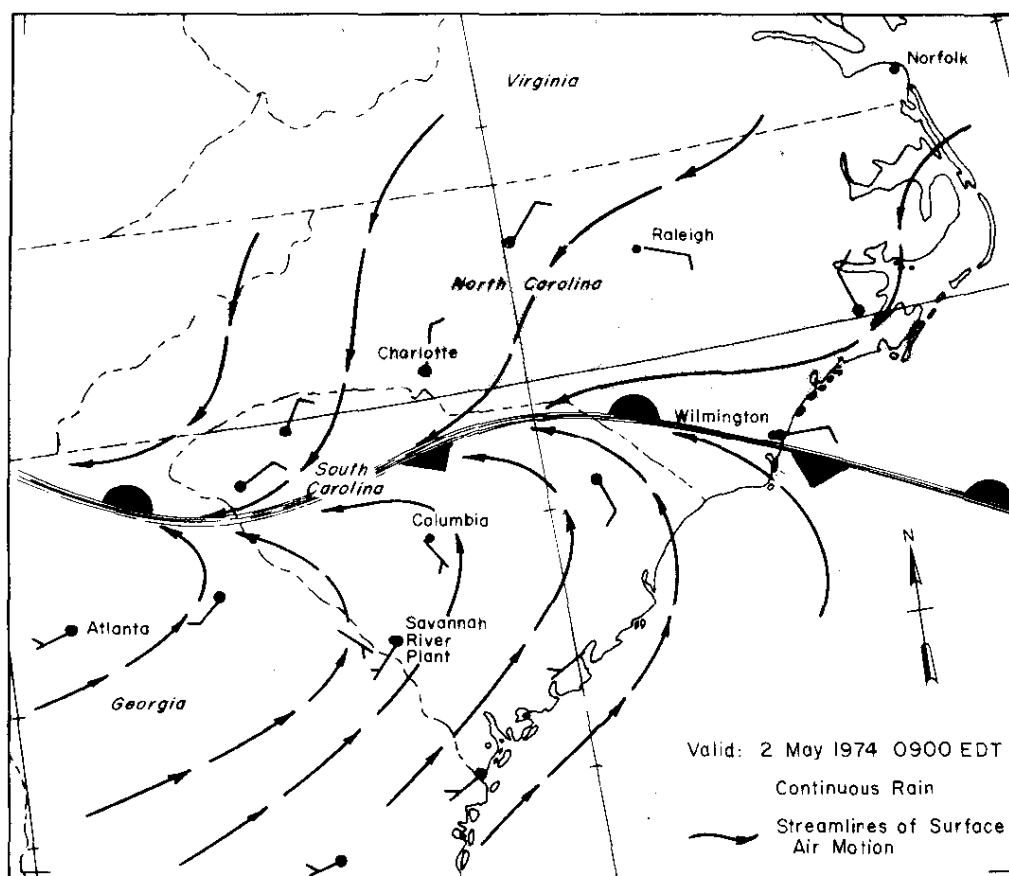 Virginia
Norfolk
Raleigh
North Carolina
Charlotte
Wilmington
South
Carolina
Columbia
N
Atlanta
Savannah
River
Plant
Georgia
Valid: 2 May 1974 0900 EDT
Continuous Rain
Streamlines of Surface
Air Motion